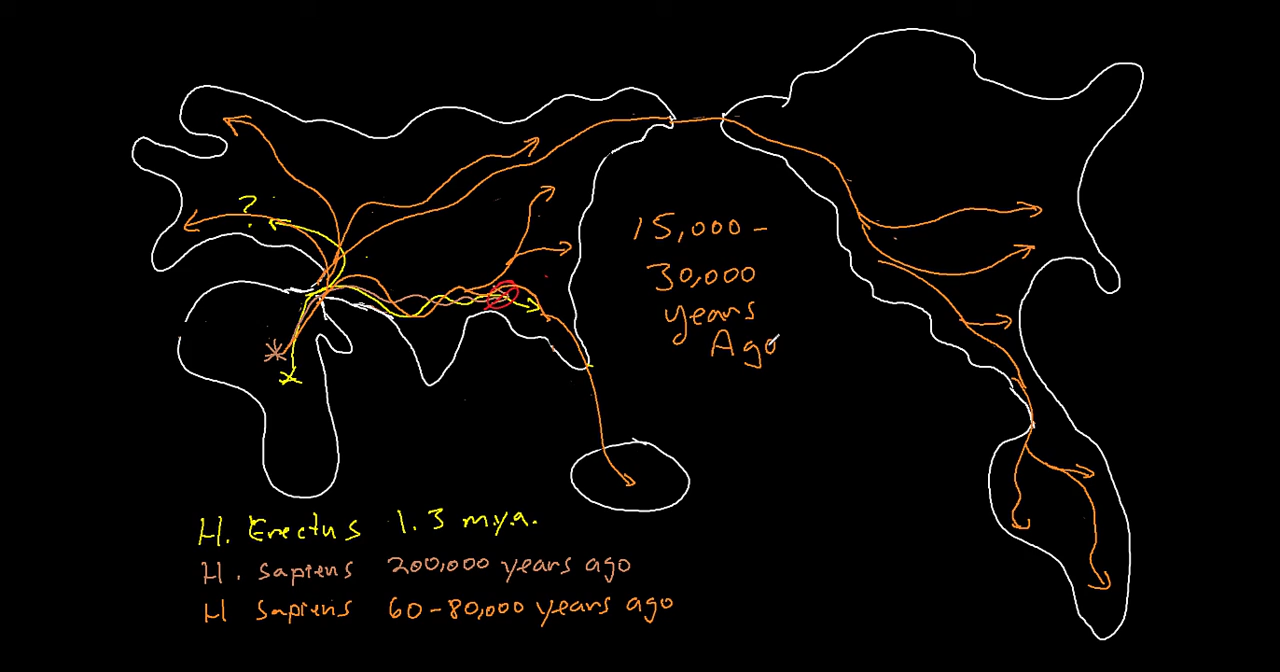 ?
15,000 -
30,000
years
Ago
H. Erectus 1.3 m.y.a.
H. sapiens 200,000 years ago
H sapiens 60-80,000 years ago